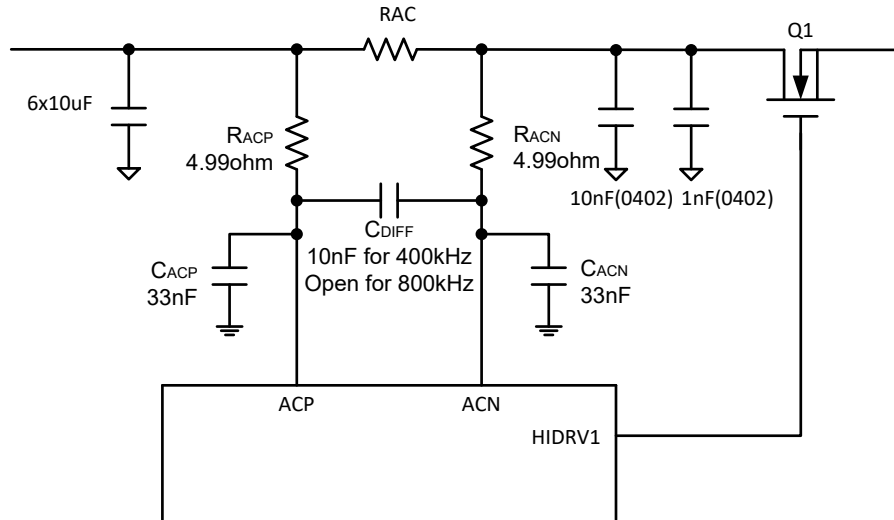 RAC
Q1
6x10uF
RACP
4.99ohm
RACN
4.99ohm
10nF(0402)
1nF(0402)
CDIFF
10nF for 400kHz
Open for 800kHz
CACP
33nF
CACN
33nF
ACP
ACN
HIDRV1